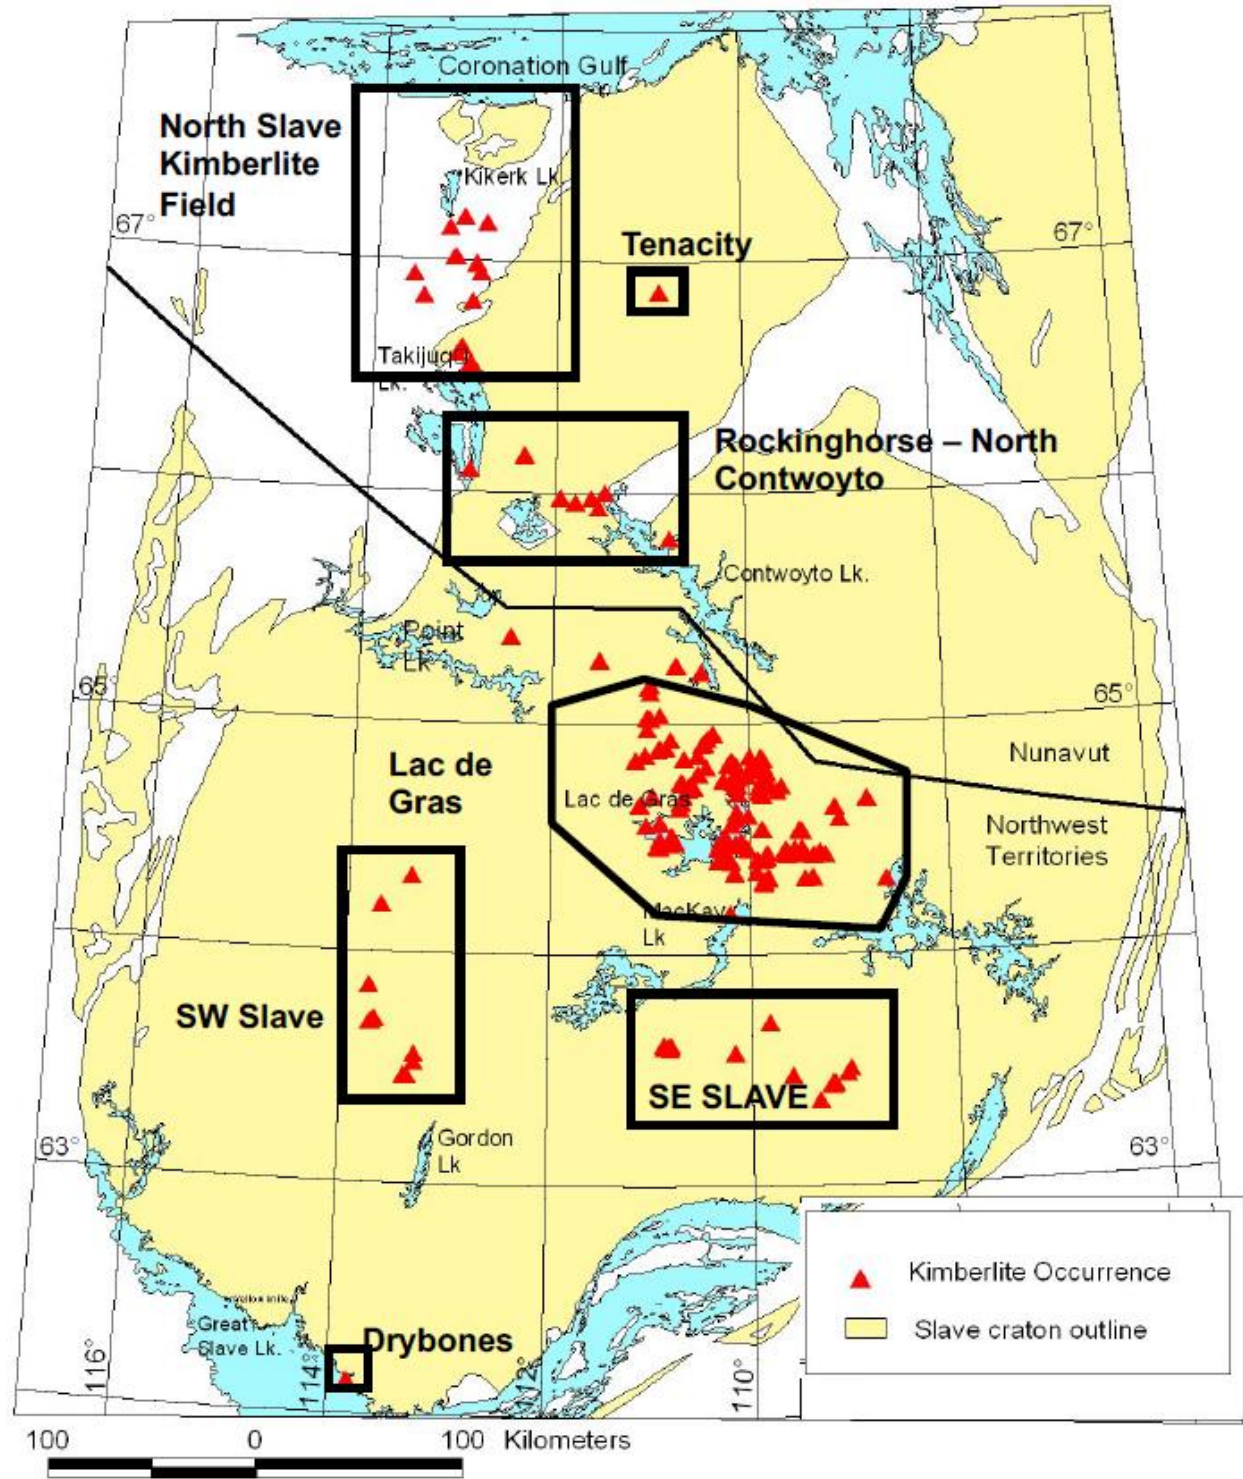 Coronation Gulf
North Slave
Kimberlite
Field
Kikerk Lk
67°
67°
Tenacity
Takijuq
Lk.
Rockinghorse – North
Contwoyto
Contwoyto Lk.
Point
Lk
65°
65°
Nunavut
Lac de
Gras
Lac de Gras
Northwest
Territories
MacKay
Lk
SW Slave
SE SLAVE
63°
Gordon
Lk
63°
Kimberlite Occurrence
Slave craton outline
Great
Slave Lk.
Drybones
116°
114°
112°
110°
100 0 100 Kilometers